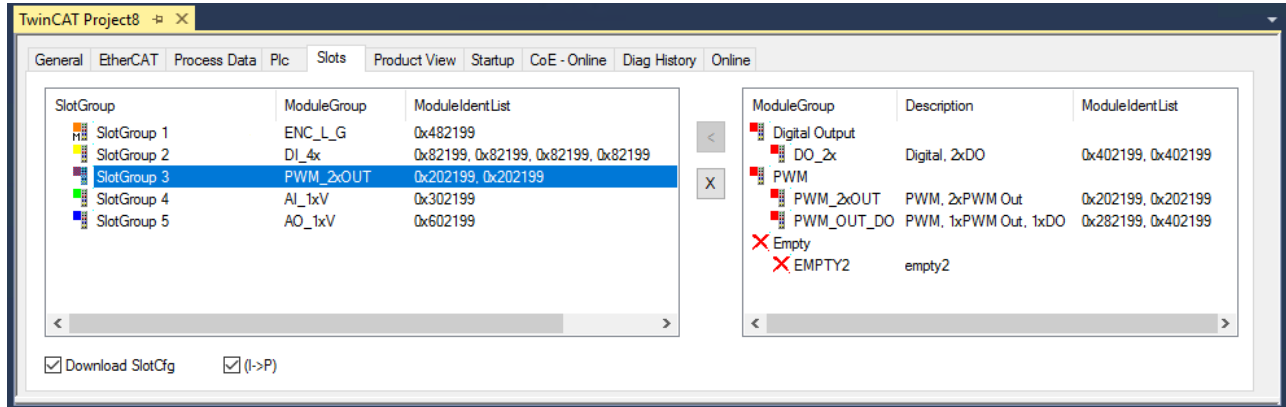 TwinCAT Project8
General EtherCAT Process Data Plc Slots Product View Startup CoE - Online Diag History Online
SlotGroup ModuleGroup ModuleIdentList
M SlotGroup 1 ENC_L_G 0x482199
SlotGroup 2 DI_4x 0x82199, 0x82199, 0x82199, 0x82199
SlotGroup 3 PWM_2xOUT 0x202199, 0x202199
SlotGroup 4 AI_1xV 0x302199
SlotGroup 5 AO_1xV 0x602199
<
X
ModuleGroup Description ModuleIdentList
Digital Output
DO_2x Digital, 2xDO 0x402199, 0x402199
PWM
PWM_2xOUT PWM, 2xPWM Out 0x202199, 0x202199
PWM_OUT_DO PWM, 1xPWM Out, 1xDO 0x282199, 0x402199
Empty
EMPTY2 empty2
Download SlotCfg (I->P)